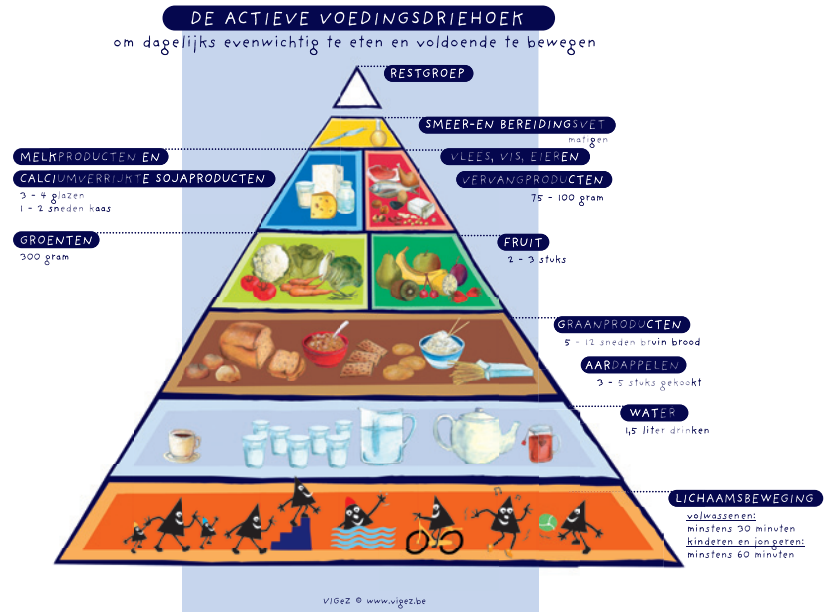 DE ACTIEVE VOEDINGSDRIEHOEK
om dagelijks evenwichtig te eten en voldoende te bewegen
RESTGROEP
SMEER-EN BEREIDINGSVET
matigen
MELKPRODUCTEN EN
CALCIUMVERRIJKTE SOJAPRODUCTEN
3 - 4 glazen
1 - 2 sneden kaas
VLEES, VIS, EIEREN
VERVANGPRODUCTEN
75 - 100 gram
GROENTEN
300 gram
FRUIT
2 - 3 stuks
GRAANPRODUCTEN
5 - 12 sneden bruin brood
AARDAPPELEN
3 - 5 stuks gekookt
WATER
1,5 liter drinken
LICHAAMSBEWEGING
volwassenen:
minstens 30 minuten
kinderen en jongeren:
minstens 60 minuten
VIGeZ © www.vigez.be